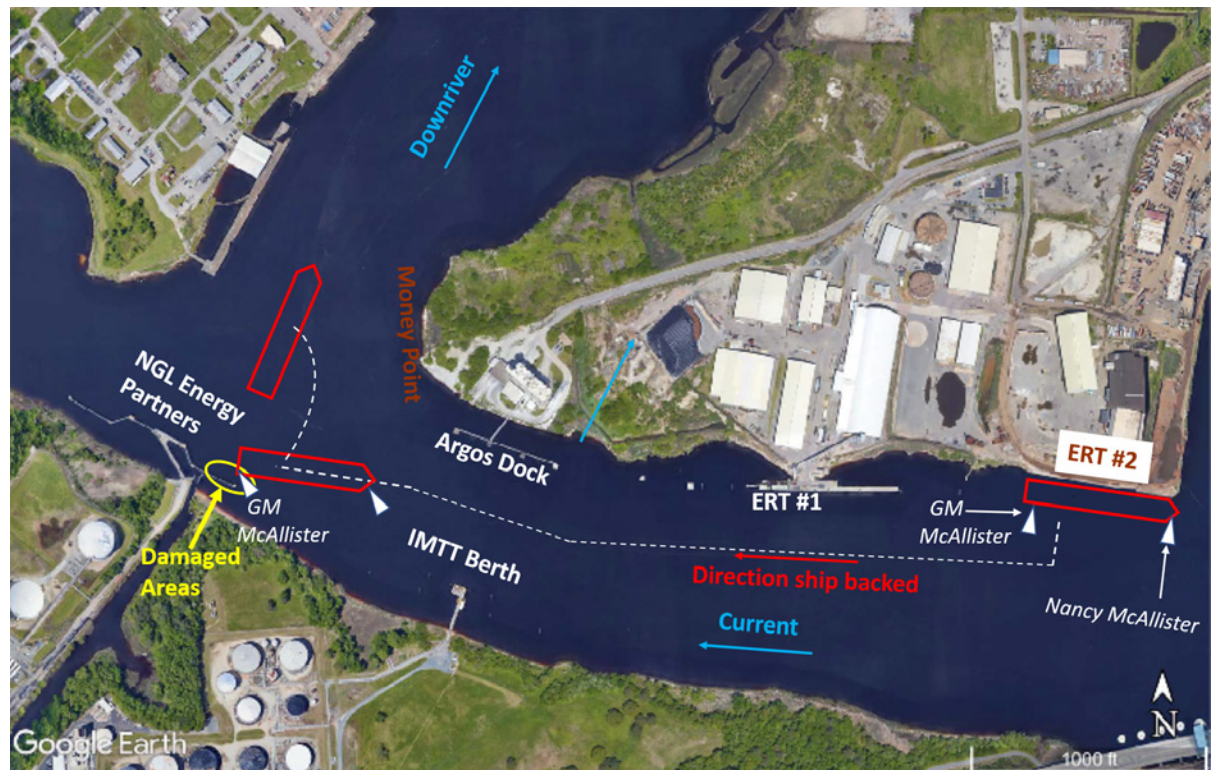 Downriver
Money Point
NGL Energy
Partners
Argos Dock
ERT #2
ERT #1
GM
McAllister
GM
McAllister
Damaged
Areas
IMTT Berth
Direction ship backed
Nancy McAllister
Current
N
Google Earth
1000 ft